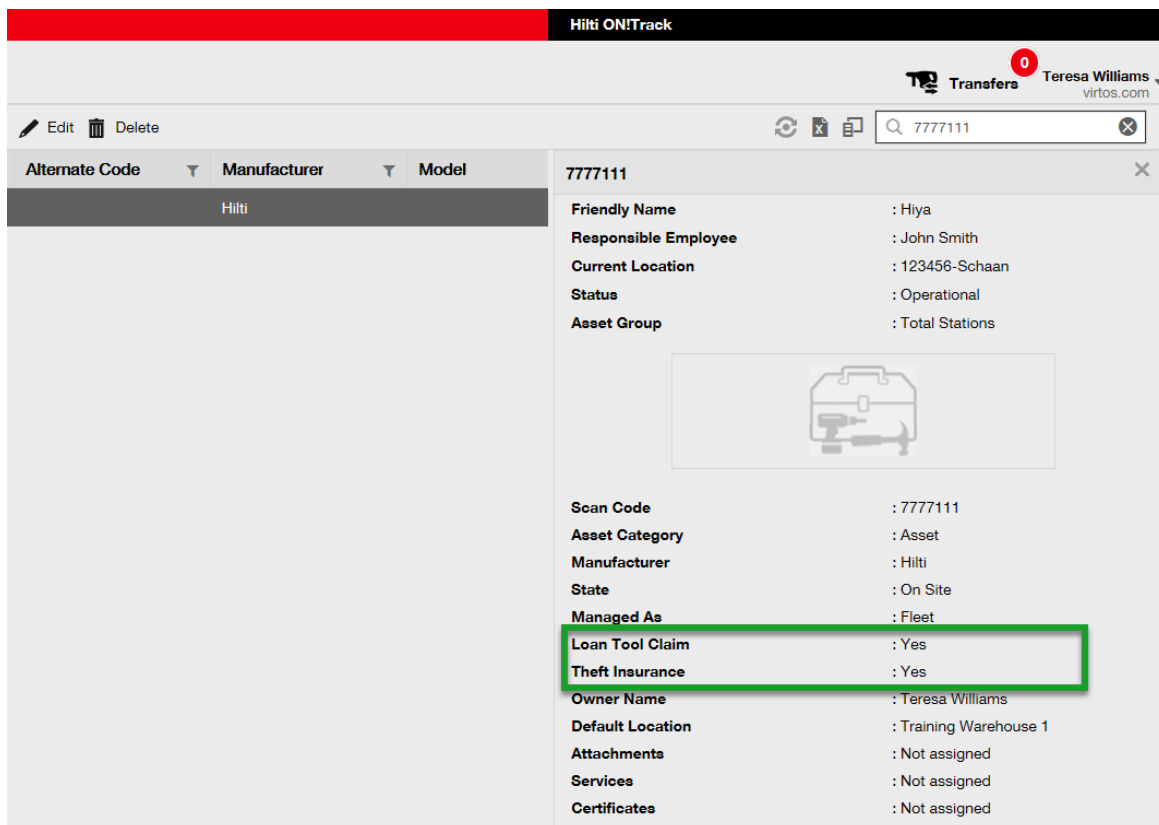 Hilti ON!Track
0
Transfers
Teresa Williams
virtos.com
Edit Delete
7777111
Alternate Code Manufacturer Model
Hilti
7777111
Friendly Name : Hiya
Responsible Employee : John Smith
Current Location : 123456-Schaan
Status : Operational
Asset Group : Total Stations
Scan Code : 7777111
Asset Category : Asset
Manufacturer : Hilti
State : On Site
Managed As : Fleet
Loan Tool Claim : Yes
Theft Insurance : Yes
Owner Name : Teresa Williams
Default Location : Training Warehouse 1
Attachments : Not assigned
Services : Not assigned
Certificates : Not assigned